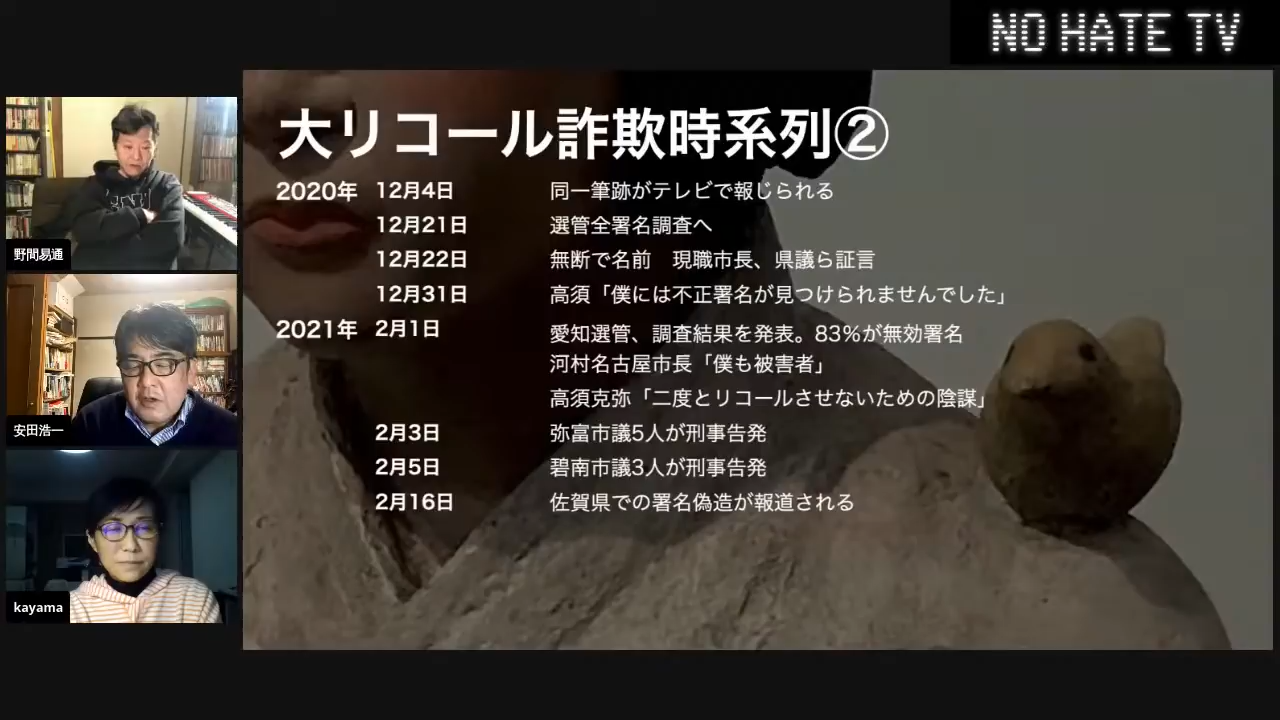 NO HATE TV
大リコール詐欺時系列②
2020年 12月4日 同一筆跡がテレビで報じられる
12月21日 選管全署名調査へ
12月22日 無断で名前　現職市長、県議ら証言
12月31日 高須「僕には不正署名が見つけられませんでした」
2021年 2月1日 愛知選管、調査結果を発表。83%が無効署名
河村名古屋市長「僕も被害者」
高須克弥「二度とリコールさせないための陰謀」
2月3日 弥富市議5人が刑事告発
2月5日 碧南市議3人が刑事告発
2月16日 佐賀県での署名偽造が報道される
野間易通
安田浩一
kayama